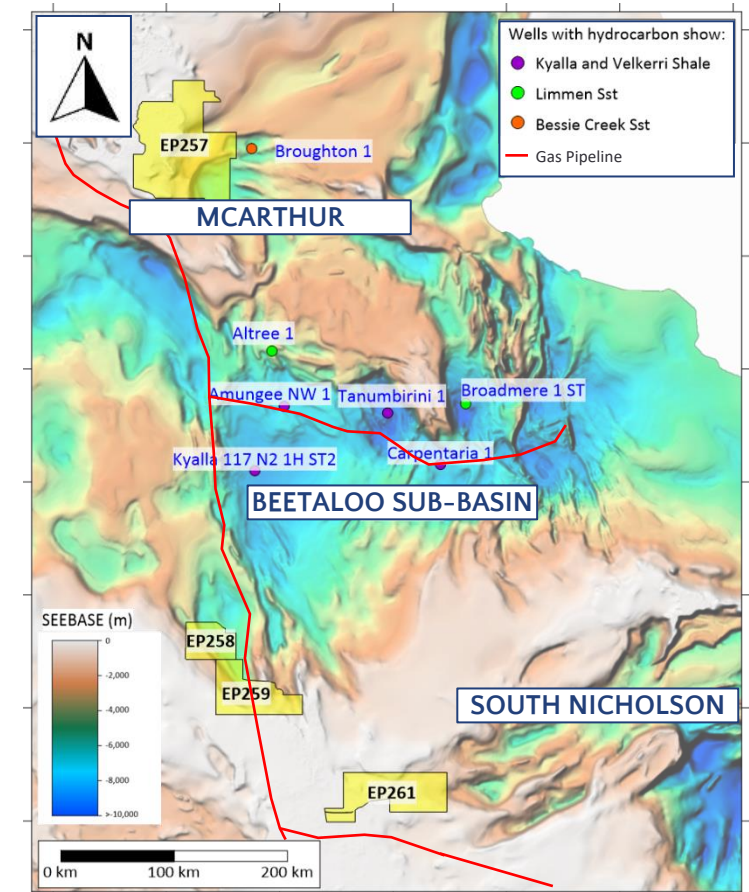 N
Wells with hydrocarbon show:
Kyalla and Velkerri Shale
Limmen Sst
Bessie Creek Sst
Gas Pipeline
EP257
Broughton 1
MCARTHUR
Altree 1
Amungee NW 1
Tanumbirini 1
Broadmere 1 ST
Carpentaria 1
Kyalla 117 N2 1H ST2
BEETALOO SUB-BASIN
SEEBASE (m)
0
-2,000
-4,000
-6,000
-8,000
>-10,000
EP258
EP259
SOUTH NICHOLSON
EP261
0 km
100 km
200 km